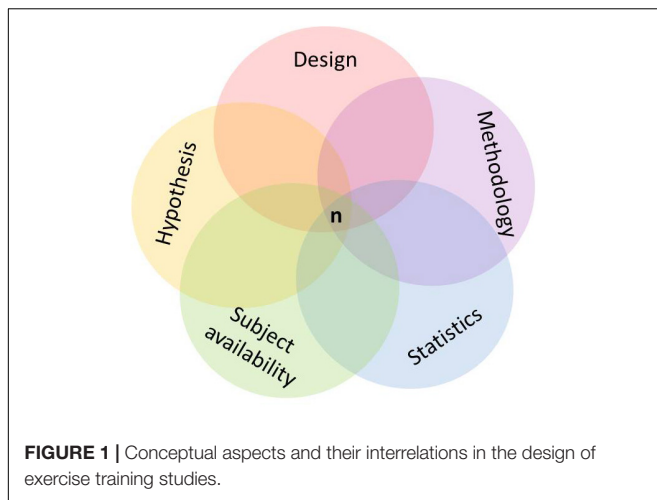 Design
Methodology
Hypothesis
n
Subject
availability
Statistics
FIGURE 1 | Conceptual aspects and their interrelations in the design of
exercise training studies.